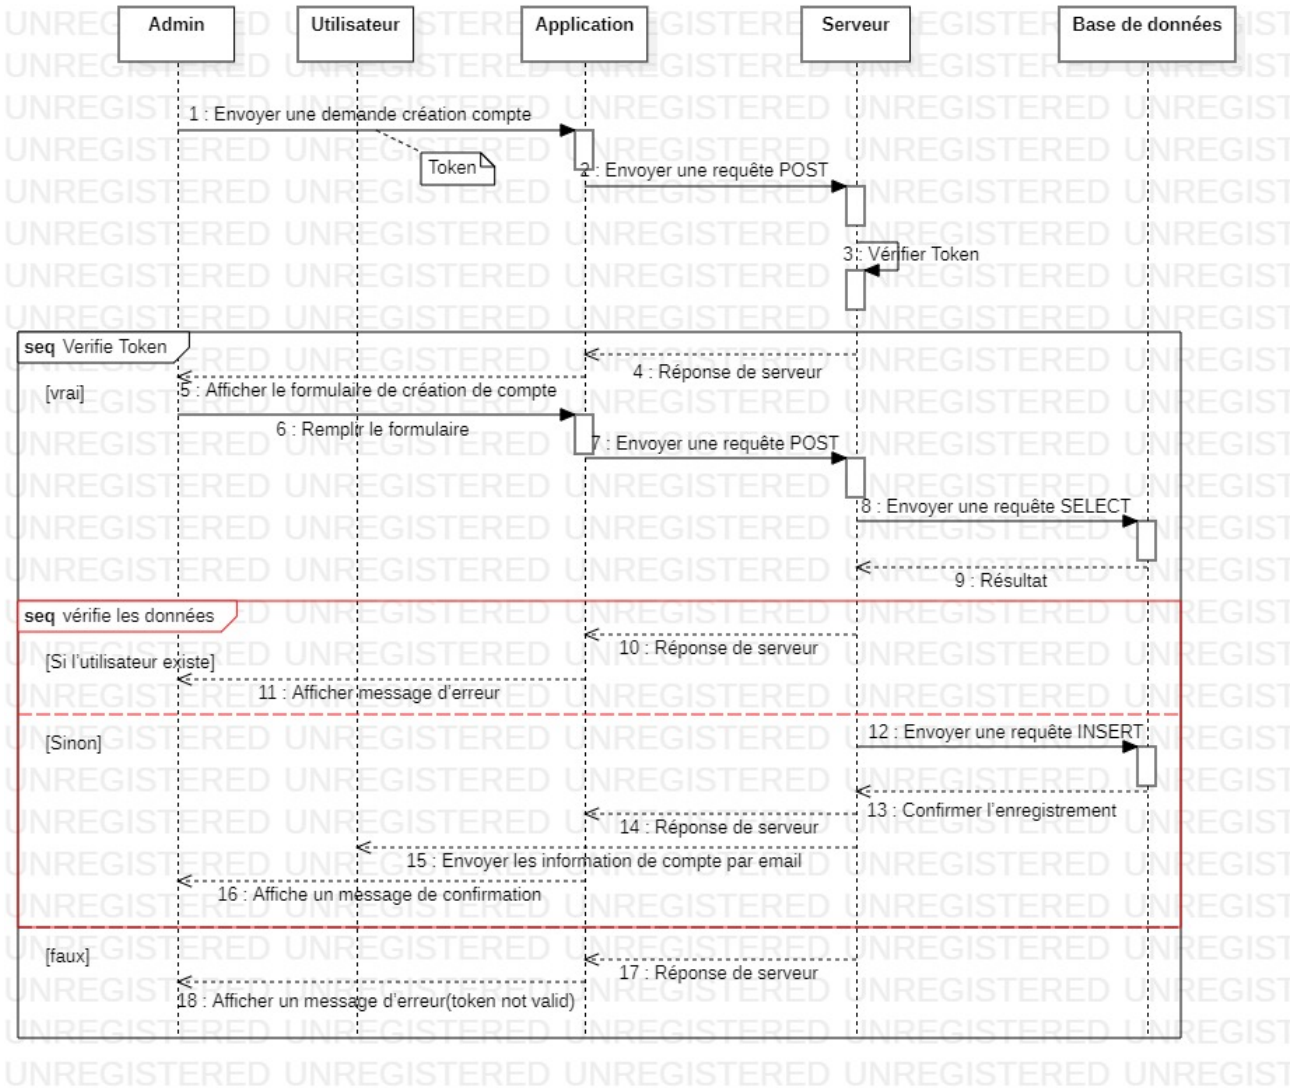 Admin
Utilisateur
Application
Serveur
Base de données
1 : Envoyer une demande création compte
Token
2 : Envoyer une requête POST
3 : Vérifier Token
seq Verifie Token
4 : Réponse de serveur
[vrai]
5 : Afficher le formulaire de création de compte
6 : Remplir le formulaire
7 : Envoyer une requête POST
8 : Envoyer une requête SELECT
9 : Résultat
seq vérifie les données
10 : Réponse de serveur
[Si l'utilisateur existe]
11 : Afficher message d'erreur
12 : Envoyer une requête INSERT
[Sinon]
13 : Confirmer l'enregistrement
14 : Réponse de serveur
15 : Envoyer les information de compte par email
16 : Affiche un message de confirmation
[faux]
17 : Réponse de serveur
18 : Afficher un message d'erreur(token not valid)
UNREGISTERED